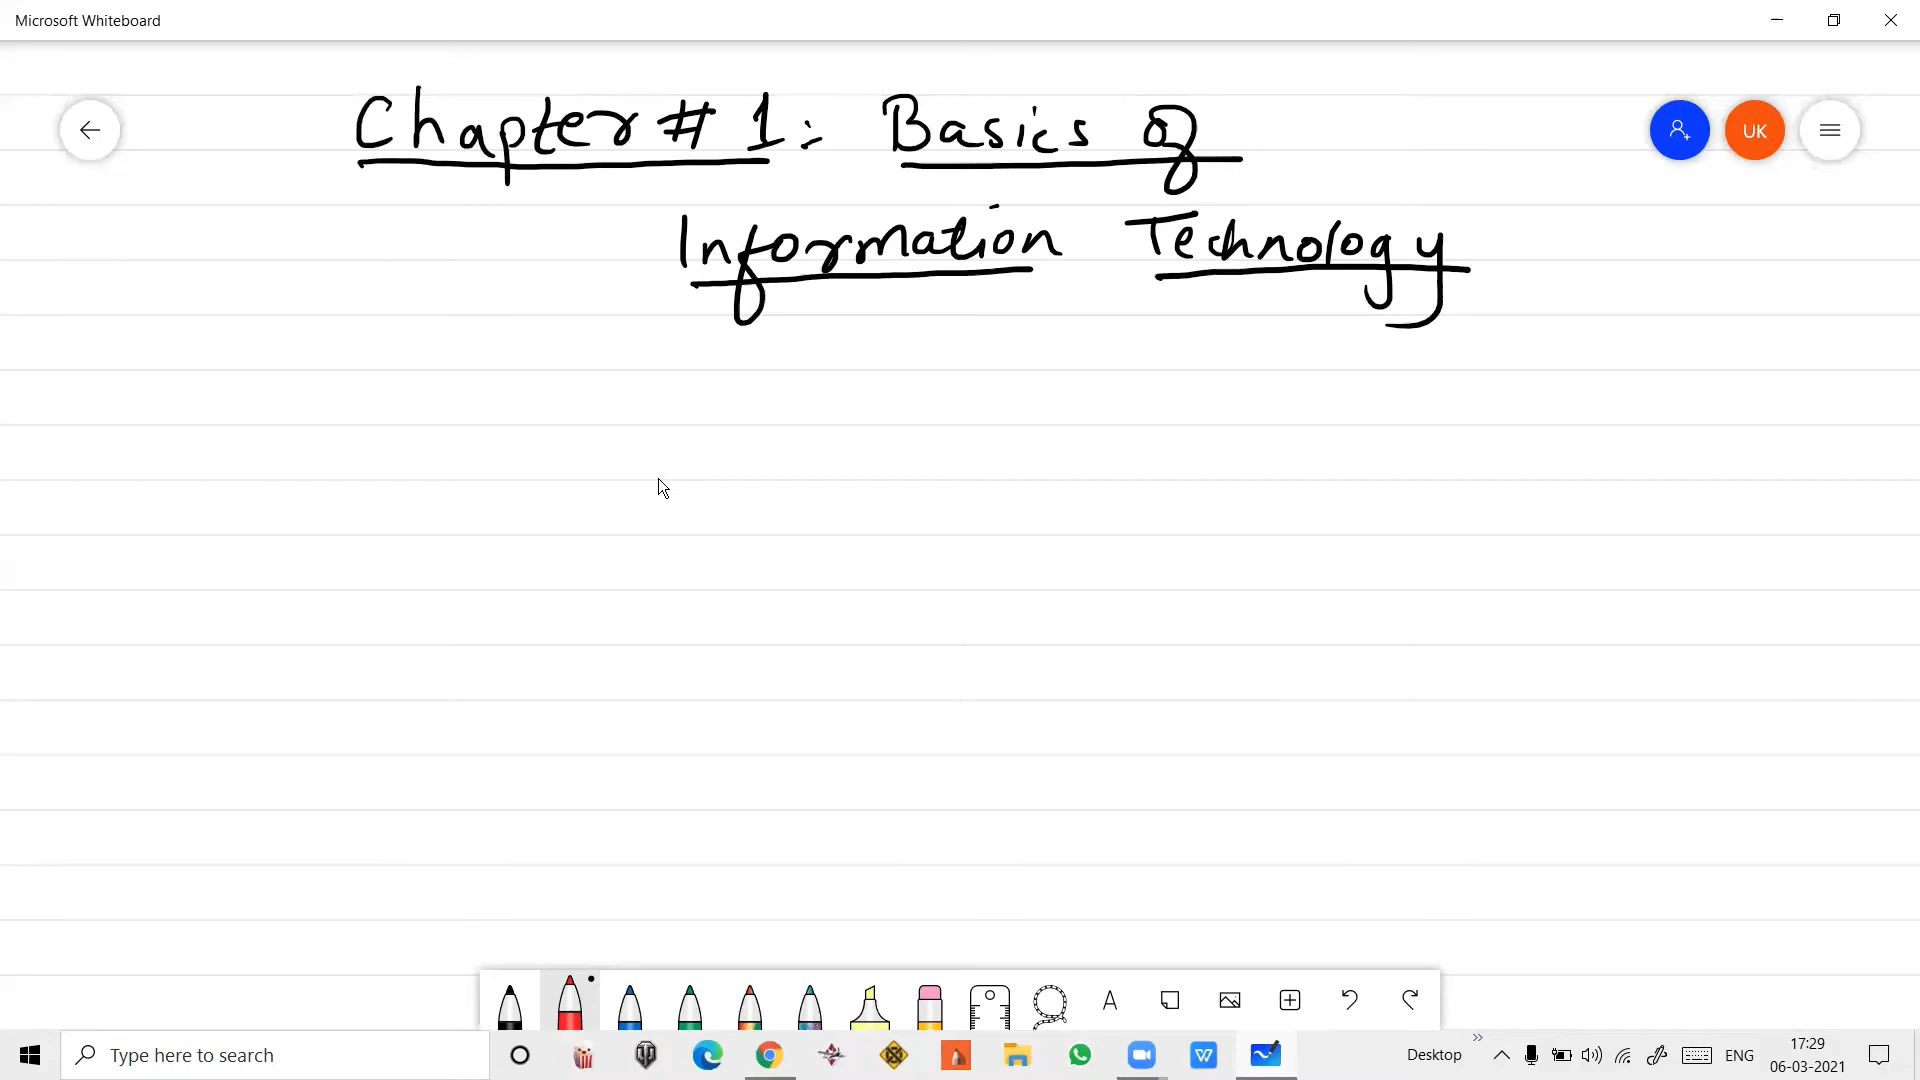 Microsoft Whiteboard
Chapter # 1: Basics of
UK
Information Technology
A
Type here to search
W
Desktop
ENG
17:29
06-03-2021